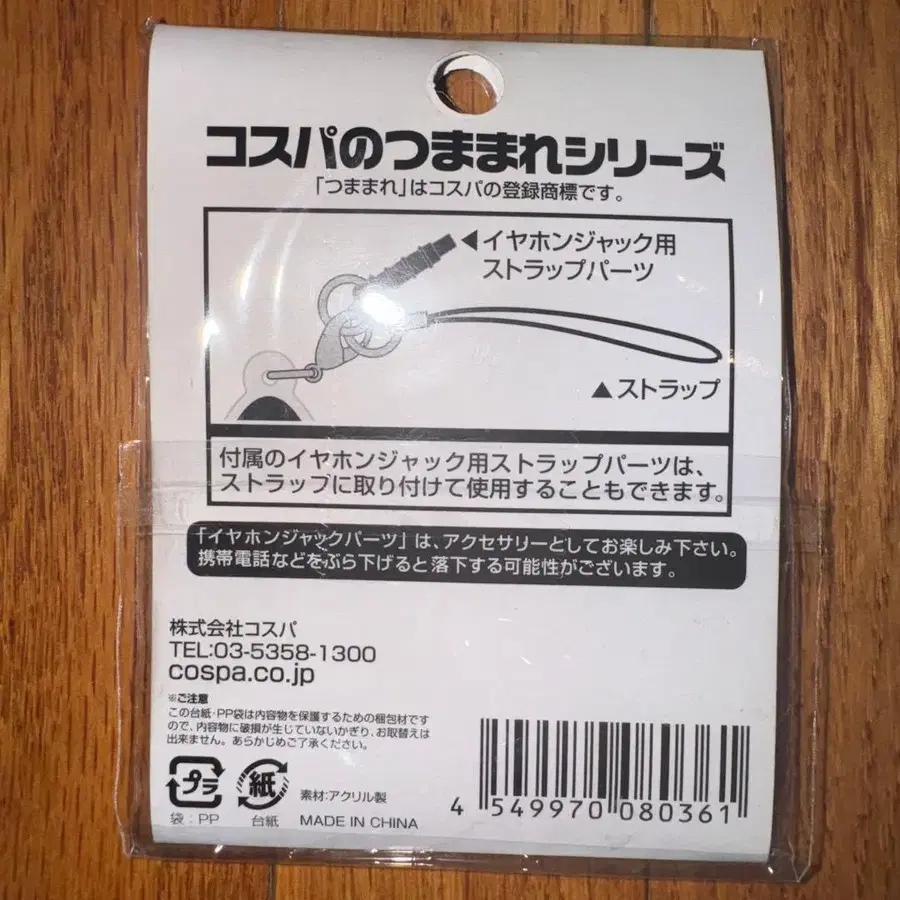 コスパのつままれシリーズ
「つままれ」はコスパの登録商標です。
◀イヤホンジャック用
ストラップパーツ
▲ストラップ
付属のイヤホンジャック用ストラップパーツは、
ストラップに取り付けて使用することもできます。
「イヤホンジャックパーツ」は、アクセサリーとしてお楽しみ下さい。
携帯電話などをぶら下げると落下する可能性がございます。
株式会社コスパ
TEL:03-5358-1300
cospa.co.jp
※ご注意
この台紙・PP袋は内容物を保護するための梱包材ですので、
内容物に破損が生じていないかぎり、お取替えは
出来ません。あらかじめご了承ください。
プラ
紙
袋：PP
台紙
素材:アクリル製
MADE IN CHINA
4 549970 080361